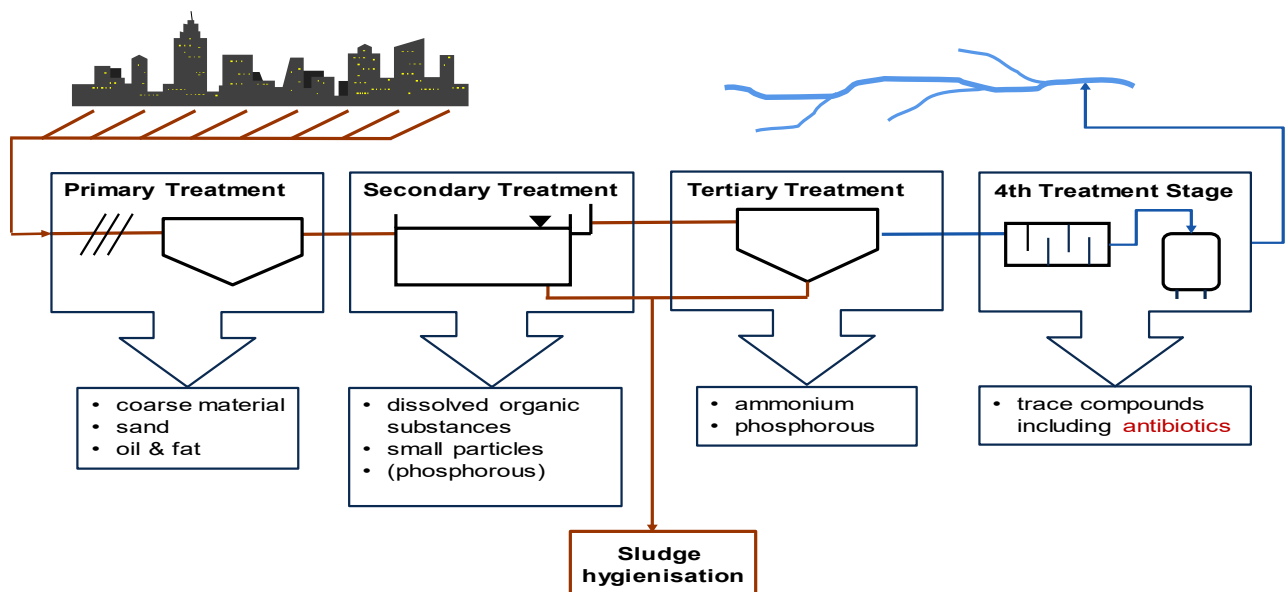 Primary Treatment
Secondary Treatment
Tertiary Treatment
4th Treatment Stage
• coarse material
• sand
• oil & fat
• dissolved organic
substances
• small particles
• (phosphorous)
• ammonium
• phosphorous
• trace compounds
including antibiotics
Sludge
hygienisation